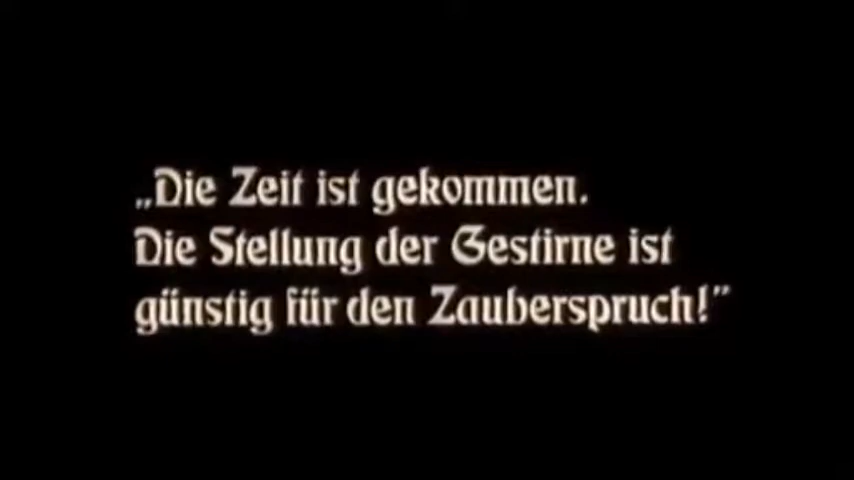 „Die Zeit ist gekommen.
Die Stellung der Gestirne ist
günstig für den Zauberspruch!”